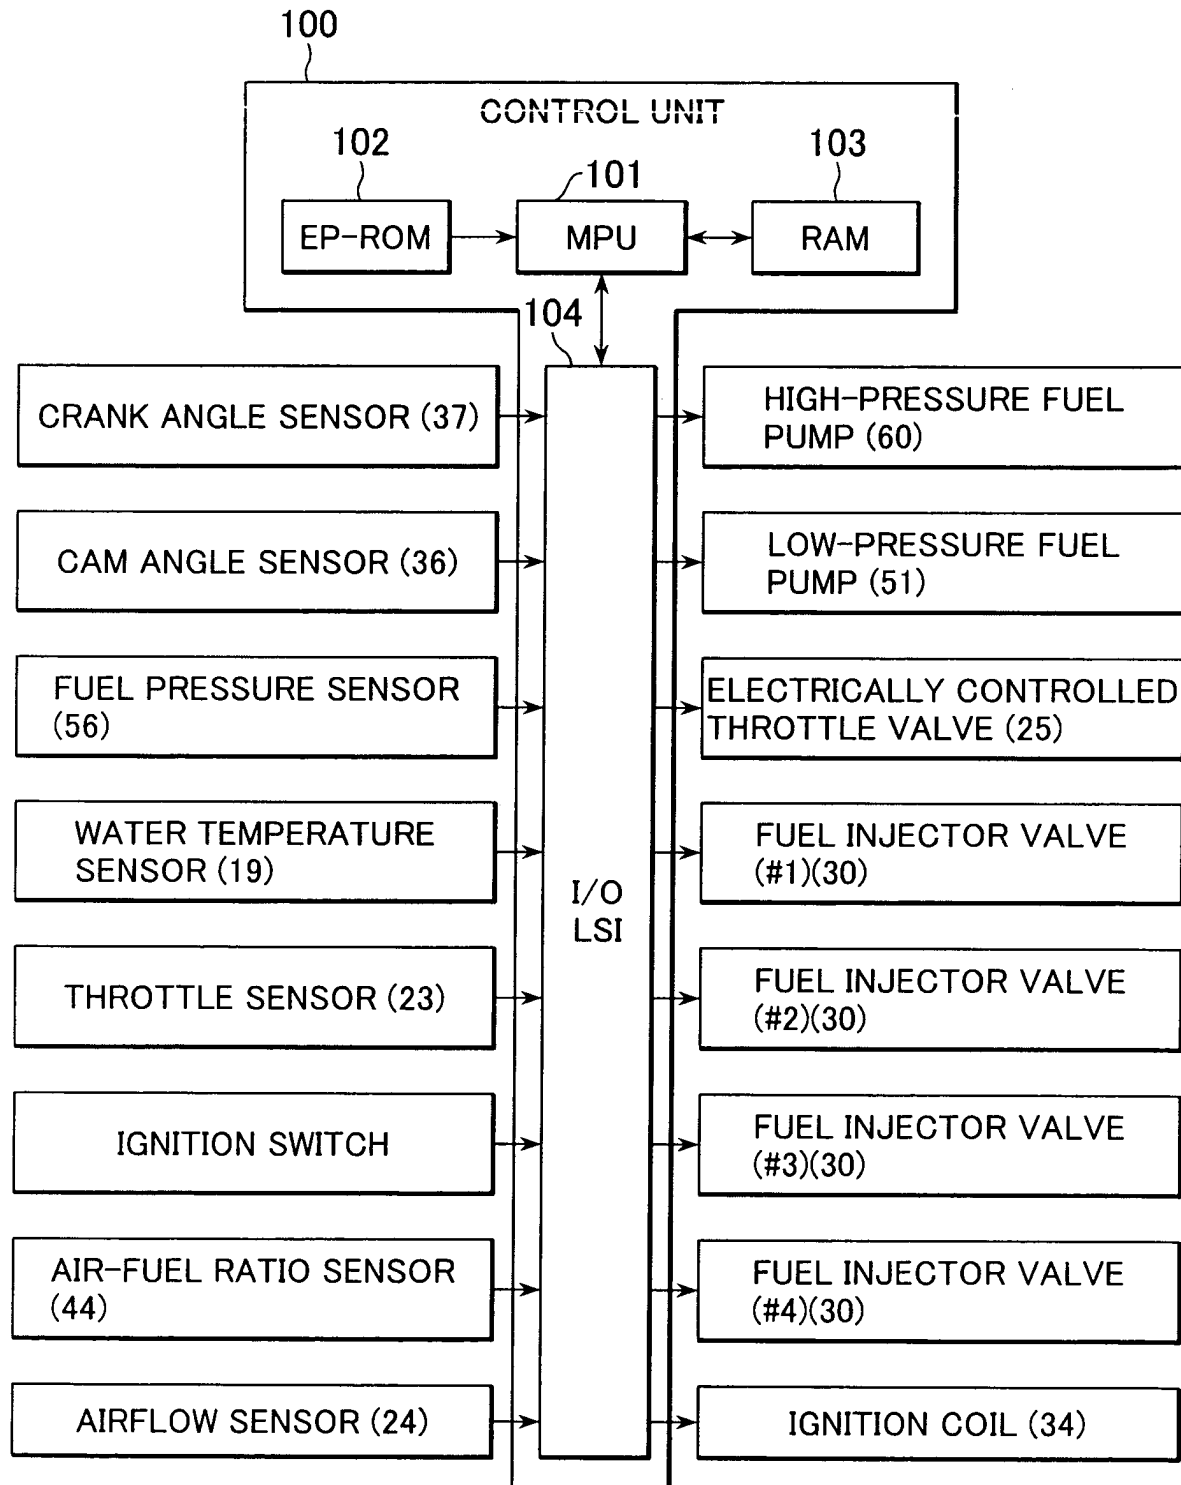 100
CONTROL UNIT
102
101
103
EP-ROM
MPU
RAM
104
CRANK ANGLE SENSOR (37)
CAM ANGLE SENSOR (36)
FUEL PRESSURE SENSOR
(56)
WATER TEMPERATURE
SENSOR (19)
THROTTLE SENSOR (23)
IGNITION SWITCH
AIR-FUEL RATIO SENSOR
(44)
AIRFLOW SENSOR (24)
I/O
LSI
HIGH-PRESSURE FUEL
PUMP (60)
LOW-PRESSURE FUEL
PUMP (51)
ELECTRICALLY CONTROLLED
THROTTLE VALVE (25)
FUEL INJECTOR VALVE
(#1)(30)
FUEL INJECTOR VALVE
(#2)(30)
FUEL INJECTOR VALVE
(#3)(30)
FUEL INJECTOR VALVE
(#4)(30)
IGNITION COIL (34)